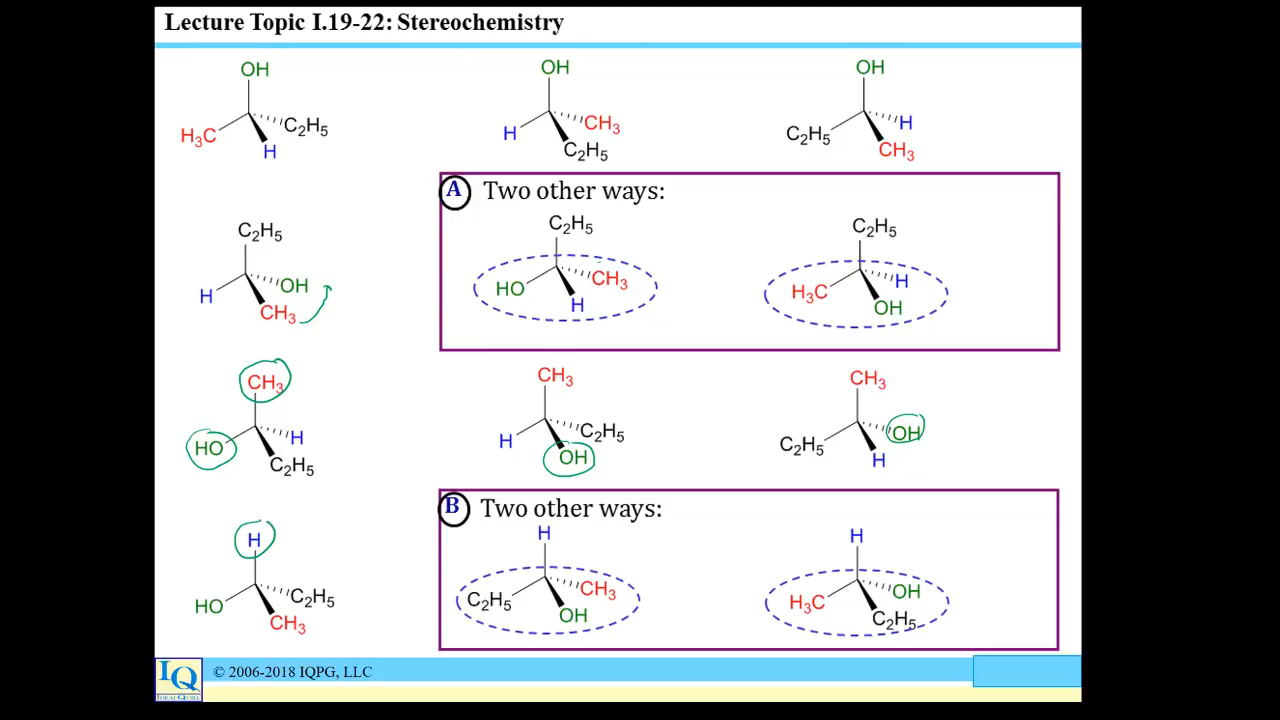 Lecture Topic I.19-22: Stereochemistry
OH OH OH
H₃C C₂H₅ H CH₃ C₂H₅ H
H C₂H₅ CH₃
A Two other ways:
C₂H₅ C₂H₅ C₂H₅
H OH HO CH₃ H₃C H
CH₃ H OH
CH₃ CH₃ CH₃
HO H H C₂H₅ C₂H₅ OH
C₂H₅ OH H
B Two other ways:
H H H
HO C₂H₅ C₂H₅ CH₃ H₃C OH
CH₃ OH C₂H₅
IQ © 2006-2018 IQPG, LLC
IDEAL QUILL